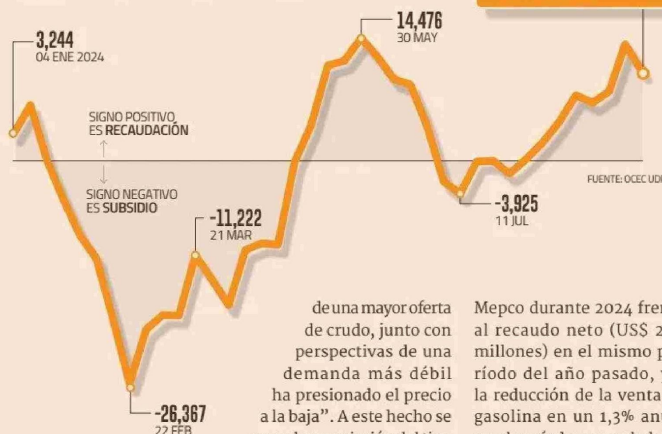 3,244
04 ENE 2024
14,476
30 MAY
SIGNO POSITIVO
ES RECAUDACIÓN
SIGNO NEGATIVO
ES SUBSIDIO
-11,222
21 MAR
-3,925
11 JUL
FUENTE: OCEC
-26,367
22 FEB
de una mayor oferta
de crudo, junto con
perspectivas de una
demanda más débil
ha presionado el precio
a la baja”. A este hecho se
Mepco durante 2024
al recaudo neto (US$
millones) en el mismo
ríodo del año pasado,
la reducción de la venta
gasolina en un 1,3%